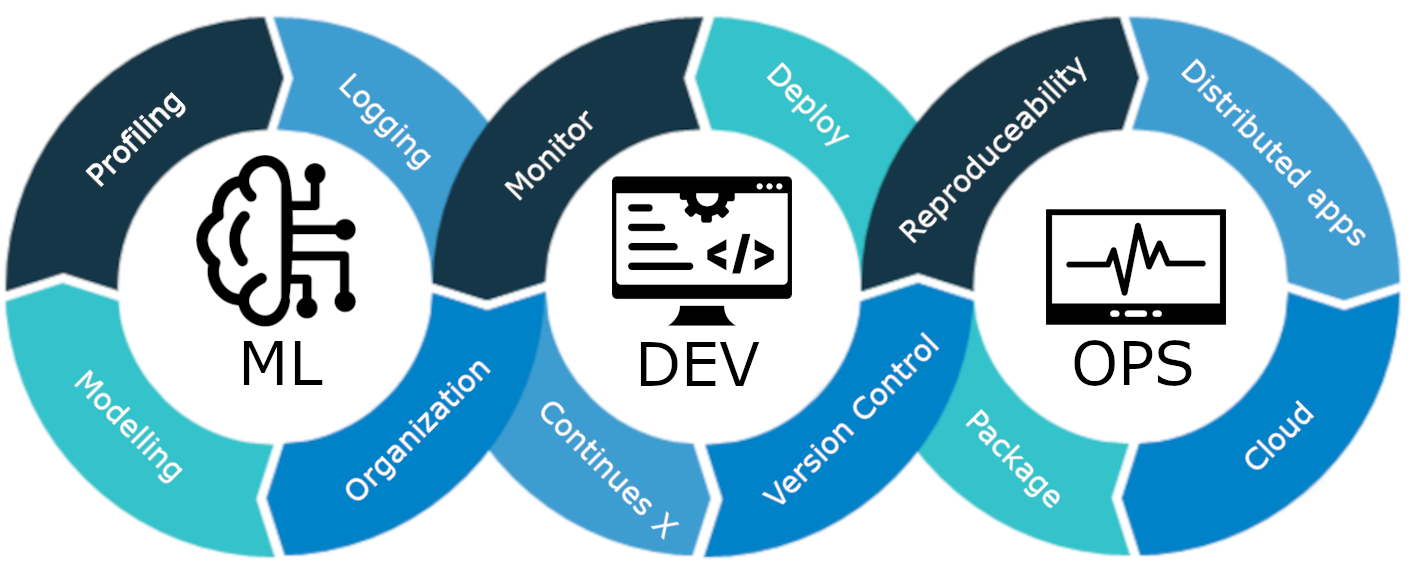 Profiling
Logging
Modelling
Organization
ML
Monitor
Deploy
Continues X
Version Control
DEV
Reproduceability
Distributed apps
Package
Cloud
OPS